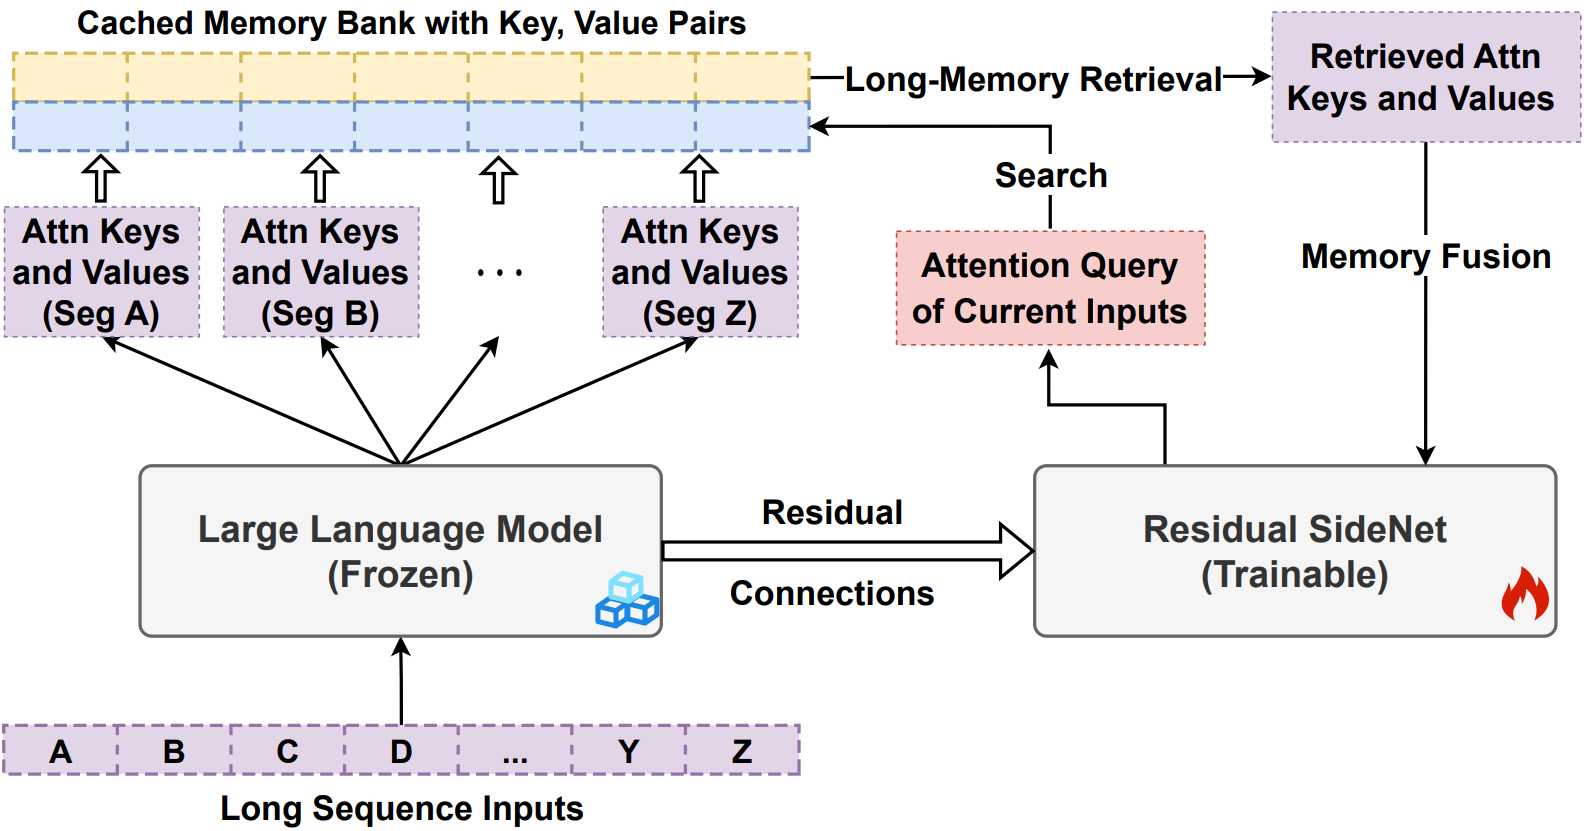 Cached Memory Bank with Key, Value Pairs
Long-Memory Retrieval
Retrieved Attn
Keys and Values
Search
Attn Keys
and Values
(Seg A)
Attn Keys
and Values
(Seg B)
...
Attn Keys
and Values
(Seg Z)
Attention Query
of Current Inputs
Memory Fusion
Large Language Model
(Frozen)
Residual
Connections
Residual SideNet
(Trainable)
A B C D ... Y Z
Long Sequence Inputs